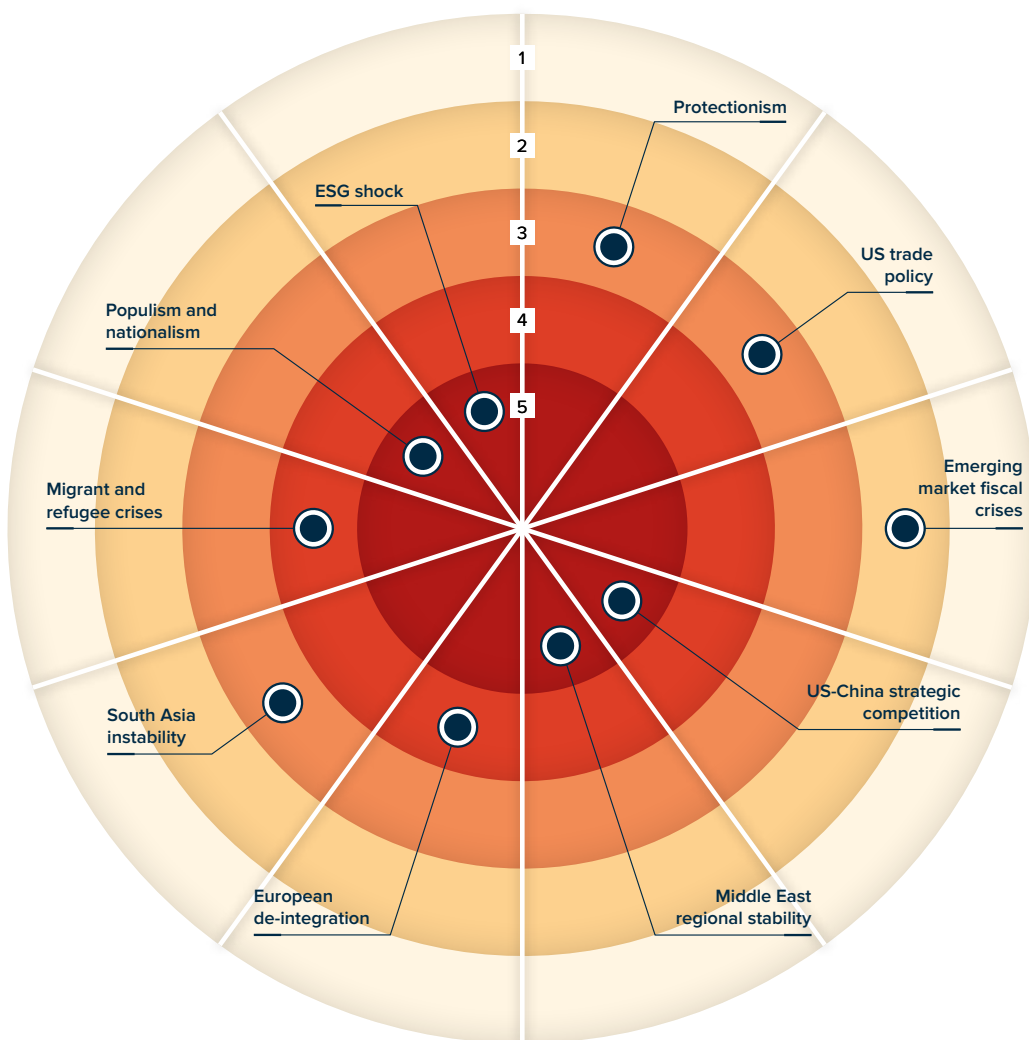 1
Protectionism
2
ESG shock
3
US trade
policy
Populism and
nationalism
4
5
Emerging
market fiscal
crises
Migrant and
refugee crises
US-China strategic
competition
South Asia
instability
European
de-integration
Middle East
regional stability